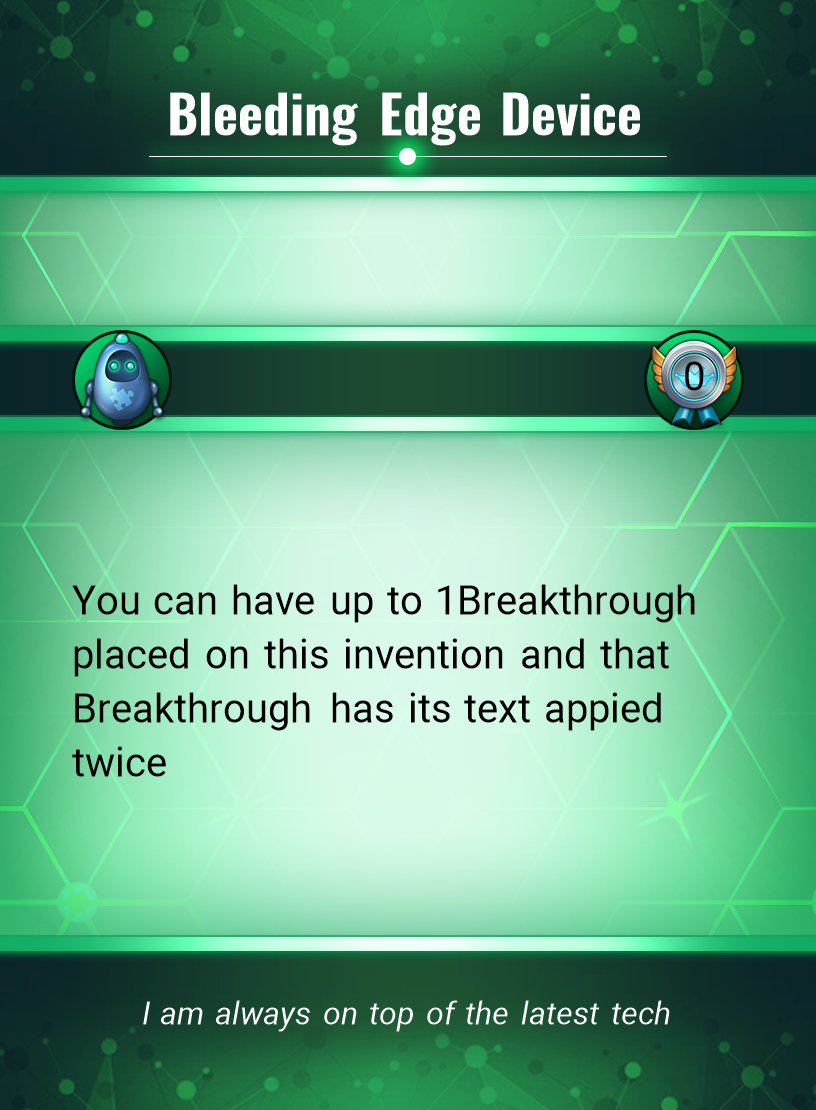 Bleeding Edge Device
0
You can have up to 1Breakthrough
placed on this invention and that
Breakthrough has its text appied
twice
I am always on top of the latest tech